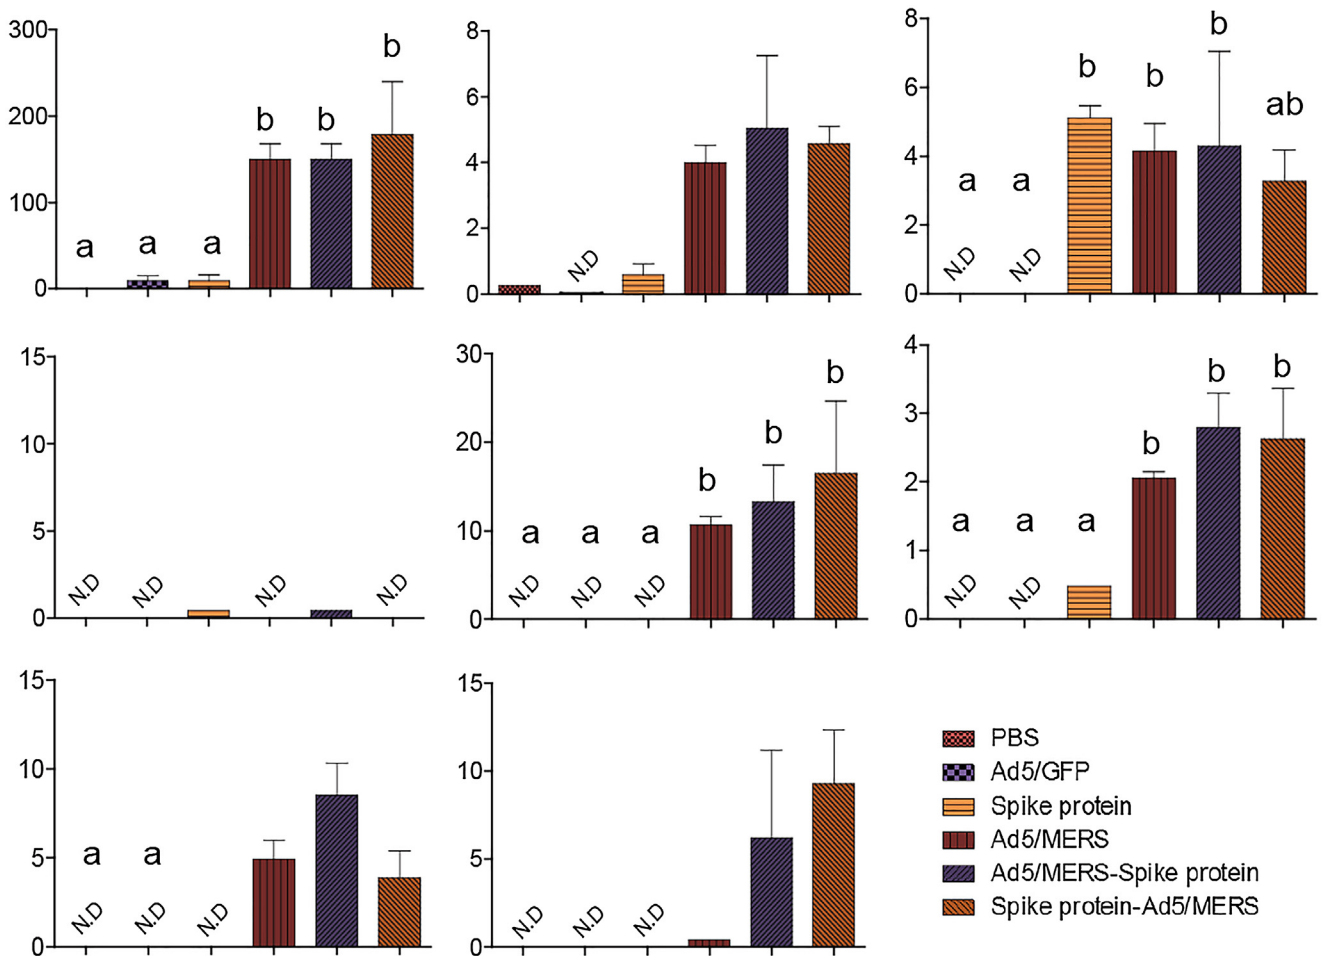 300
200
100
0
a
a
a
b
b
b
8
6
4
2
0
N.D
8
6
4
2
0
a
a
b
b
b
ab
N.D
N.D
15
10
5
0
N.D
N.D
N.D
N.D
30
20
10
0
a
a
a
b
b
b
N.D
N.D
N.D
4
3
2
1
0
a
a
a
b
b
b
N.D
N.D
15
10
5
0
a
a
N.D
N.D
N.D
15
10
5
0
N.D
N.D
N.D
PBS
Ad5/GFP
Spike protein
Ad5/MERS
Ad5/MERS-Spike protein
Spike protein-Ad5/MERS